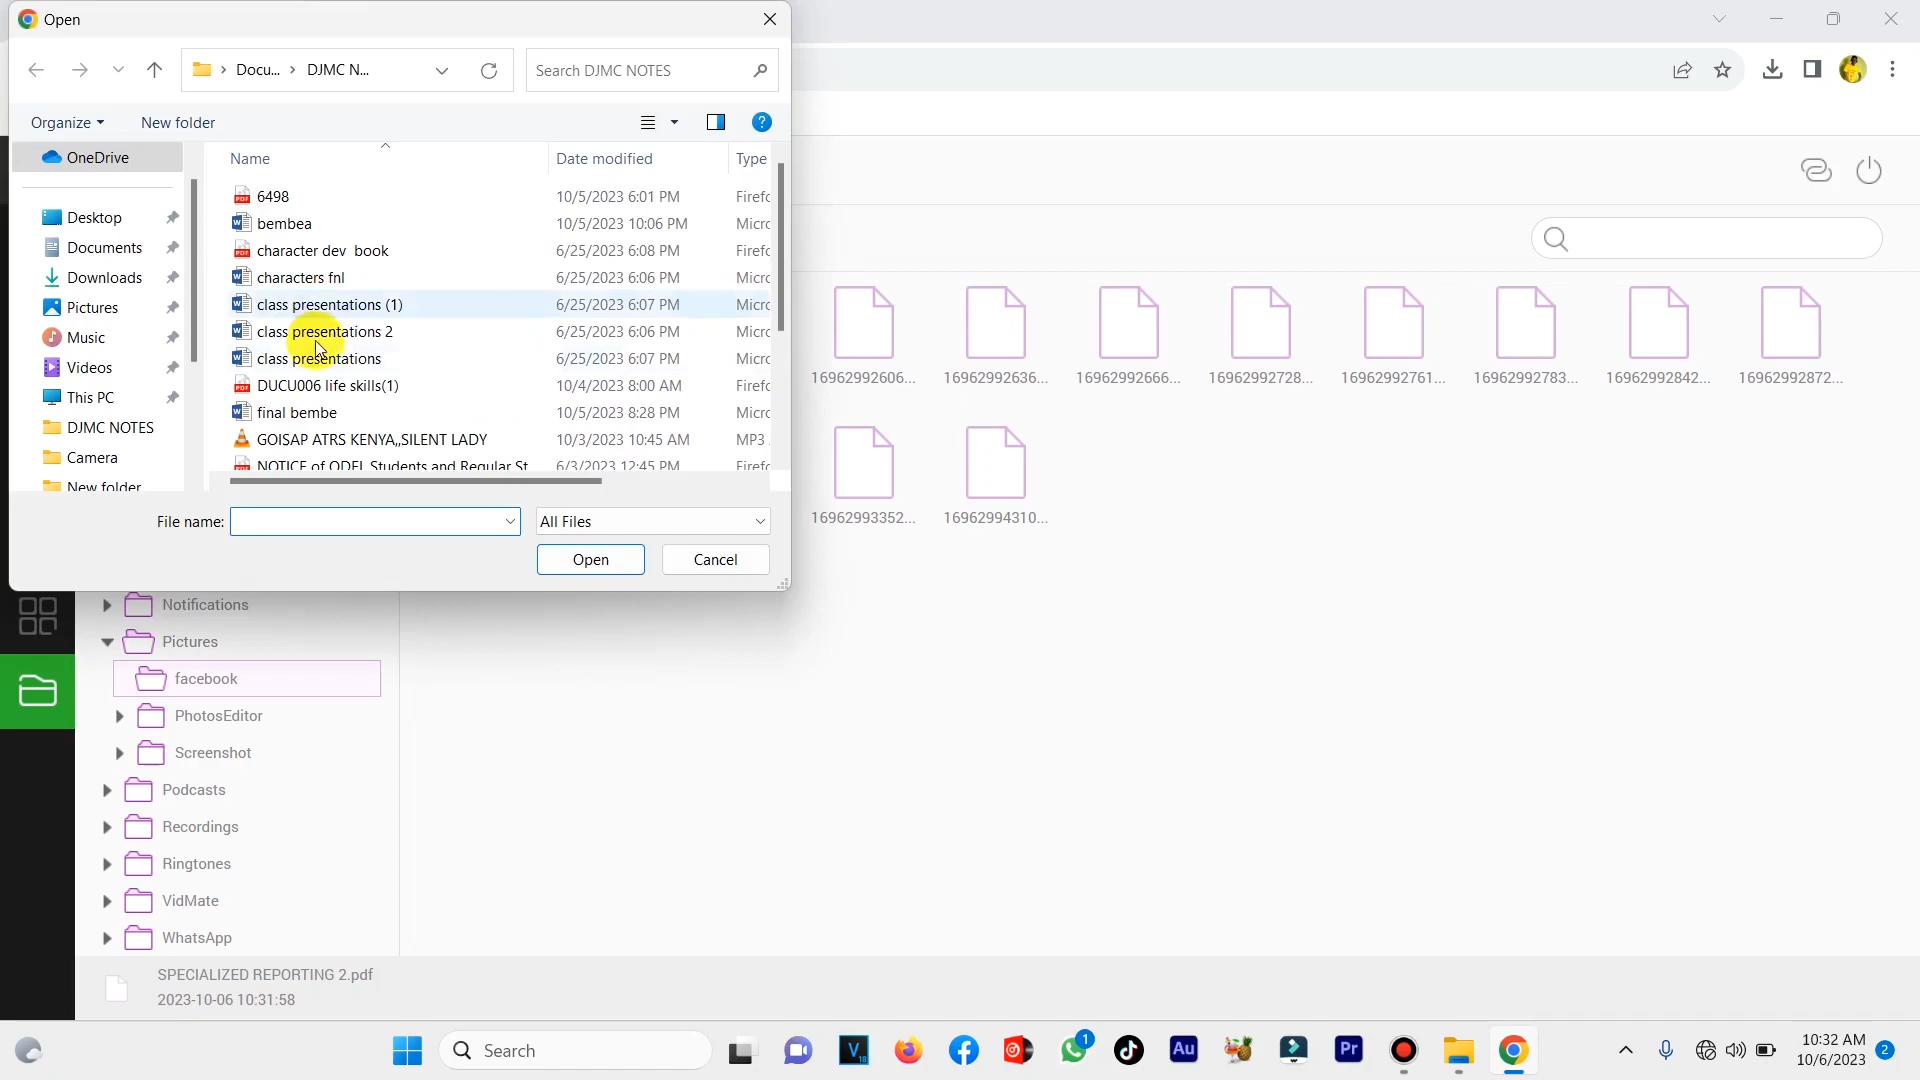 Open
Docu... DJMC N...
Search DJMC NOTES
Organize
New folder
OneDrive
Desktop
Documents
Downloads
Pictures
Music
Videos
This PC
DJMC NOTES
Camera
New folder
Name Date modified Type
6498 10/5/2023 6:01 PM Firefo
bembea 10/5/2023 10:06 PM Micro
character dev book 6/25/2023 6:08 PM Firefo
characters fnl 6/25/2023 6:06 PM Micro
class presentations (1) 6/25/2023 6:07 PM Micro
class presentations 2 6/25/2023 6:06 PM Micro
class presentations 6/25/2023 6:07 PM Micro
DUCU006 life skills(1) 10/4/2023 8:00 AM Firefo
final bembe 10/5/2023 8:28 PM Micro
GOISAP ATRS KENYA,,SILENT LADY 10/3/2023 10:45 AM MP3
NOTICE of ODEL Students and Regular St 6/3/2023 12:45 PM Firefo
File name:
All Files
Open
Cancel
16962992606...
16962992636...
16962992666...
16962992728...
16962992761...
16962992783...
16962992842...
16962992872...
16962993352...
16962994310...
Notifications
Pictures
facebook
PhotosEditor
Screenshot
Podcasts
Recordings
Ringtones
VidMate
WhatsApp
SPECIALIZED REPORTING 2.pdf
2023-10-06 10:31:58
Search
V
18
1
Au
Pr
10:32 AM
10/6/2023
2